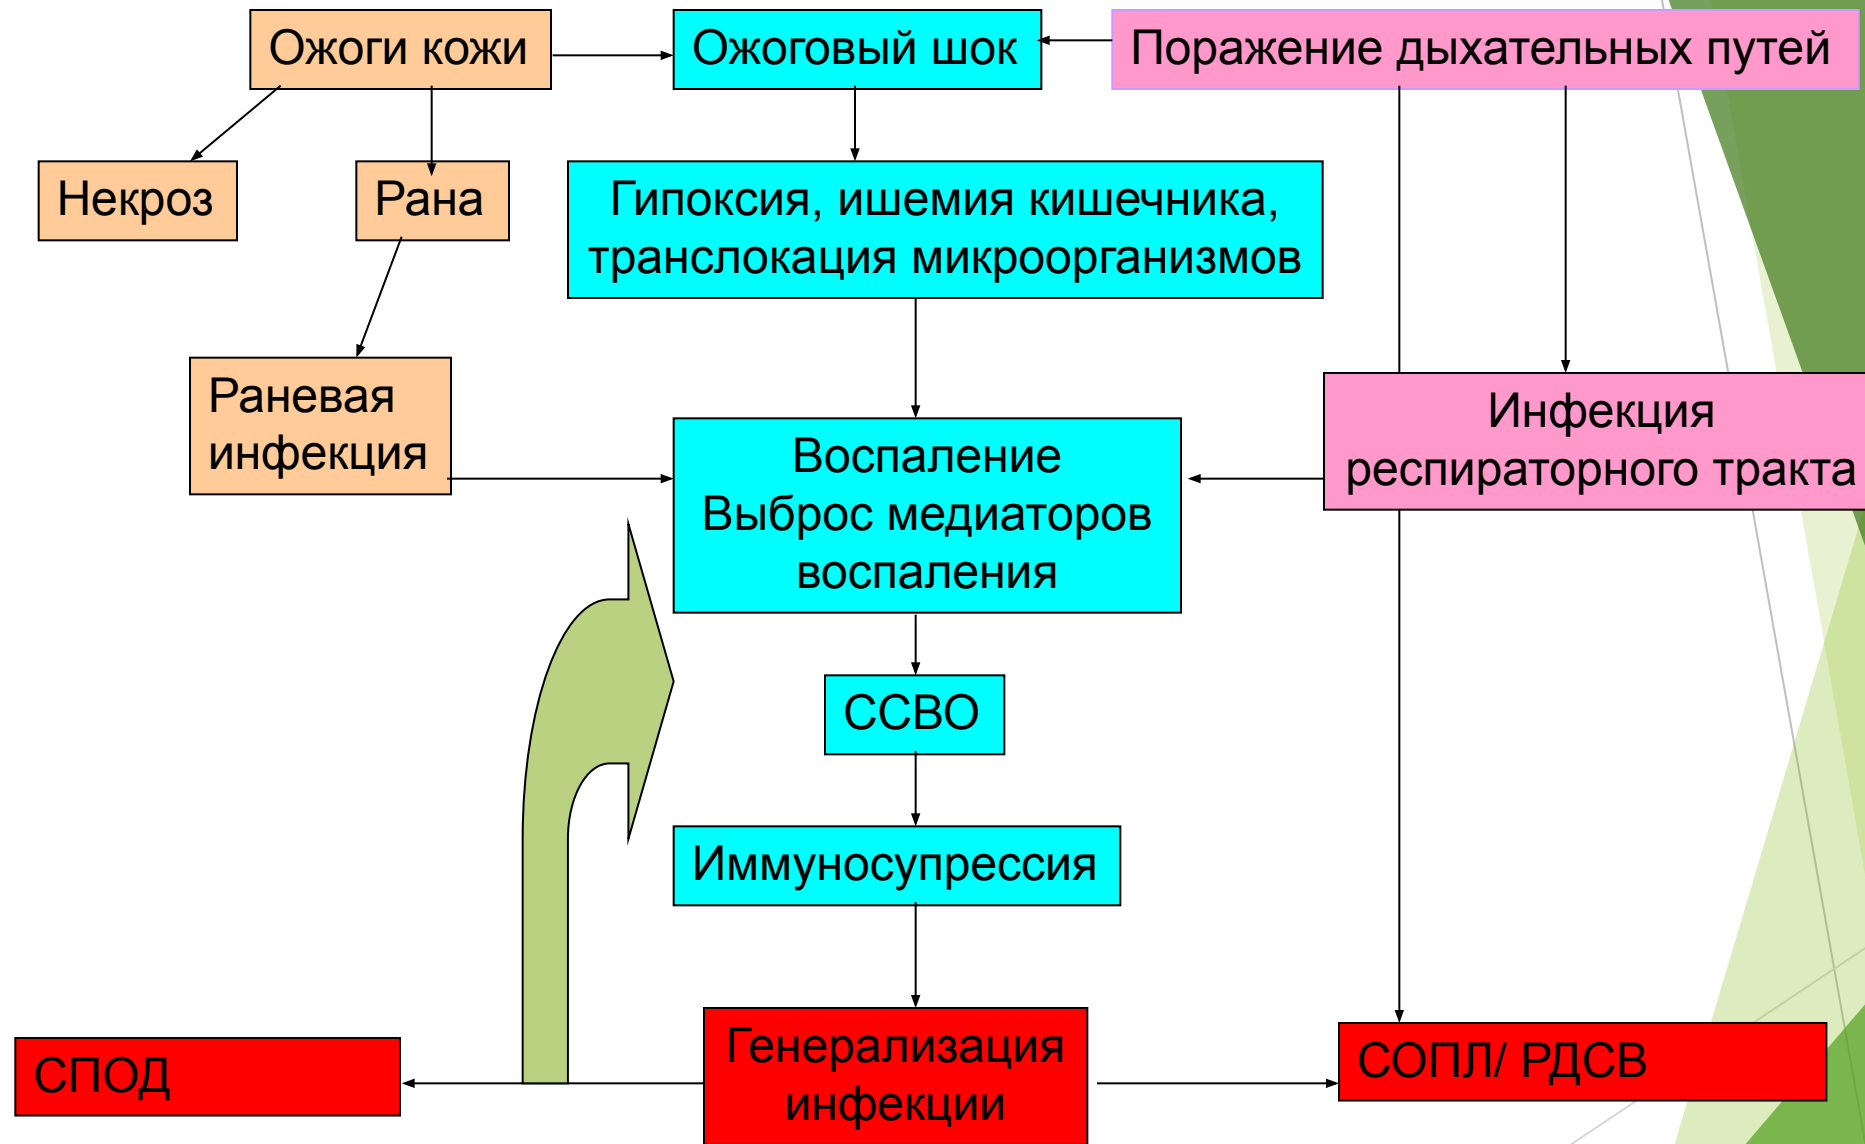 Ожоги кожи
Ожоговый шок
Поражение дыхательных путей
Некроз
Рана
Гипоксия, ишемия кишечника,
транслокация микроорганизмов
Раневая
инфекция
Воспаление
Выброс медиаторов
воспаления
Инфекция
респираторного тракта
ССВО
Иммуносупрессия
СПОД
Генерализация
инфекции
СОПЛ/ РДСВ